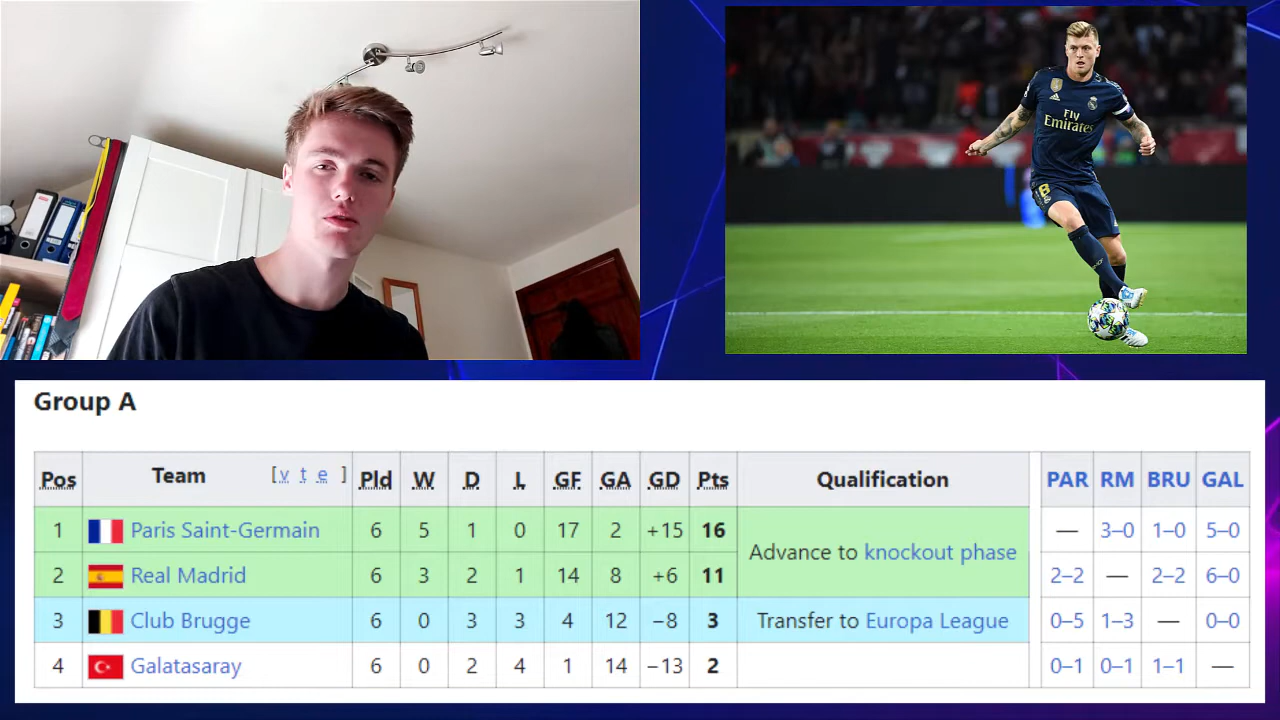 Fly
Emirates
8
Group A
Pos Team [ v t e ] Pld W D L GF GA GD Pts Qualification PAR RM BRU GAL
1 Paris Saint-Germain 6 5 1 0 17 2 +15 16 Advance to knockout phase — 3–0 1–0 5–0
2 Real Madrid 6 3 2 1 14 8 +6 11 2–2 — 2–2 6–0
3 Club Brugge 6 0 3 3 4 12 −8 3 Transfer to Europa League 0–5 1–3 — 0–0
4 Galatasaray 6 0 2 4 1 14 −13 2 0–1 0–1 1–1 —